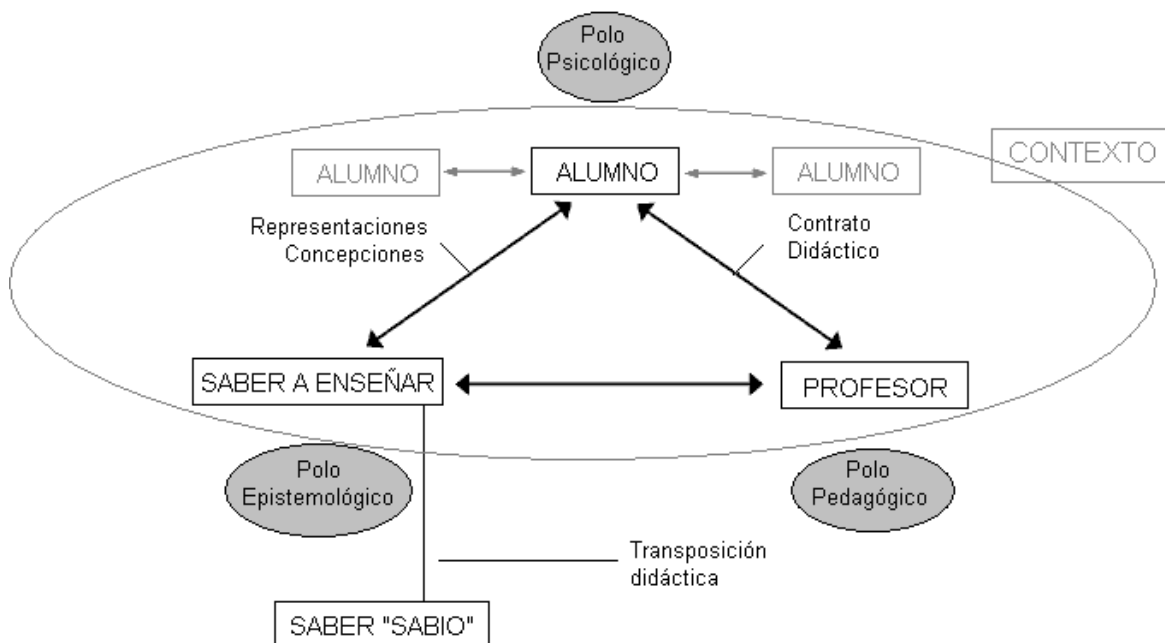 Polo
Psicológico
CONTEXTO
ALUMNO
ALUMNO
ALUMNO
Representaciones
Concepciones
Contrato
Didáctico
SABER A ENSEÑAR
PROFESOR
Polo
Epistemológico
Polo
Pedagógico
Transposición
didáctica
SABER "SABIO"